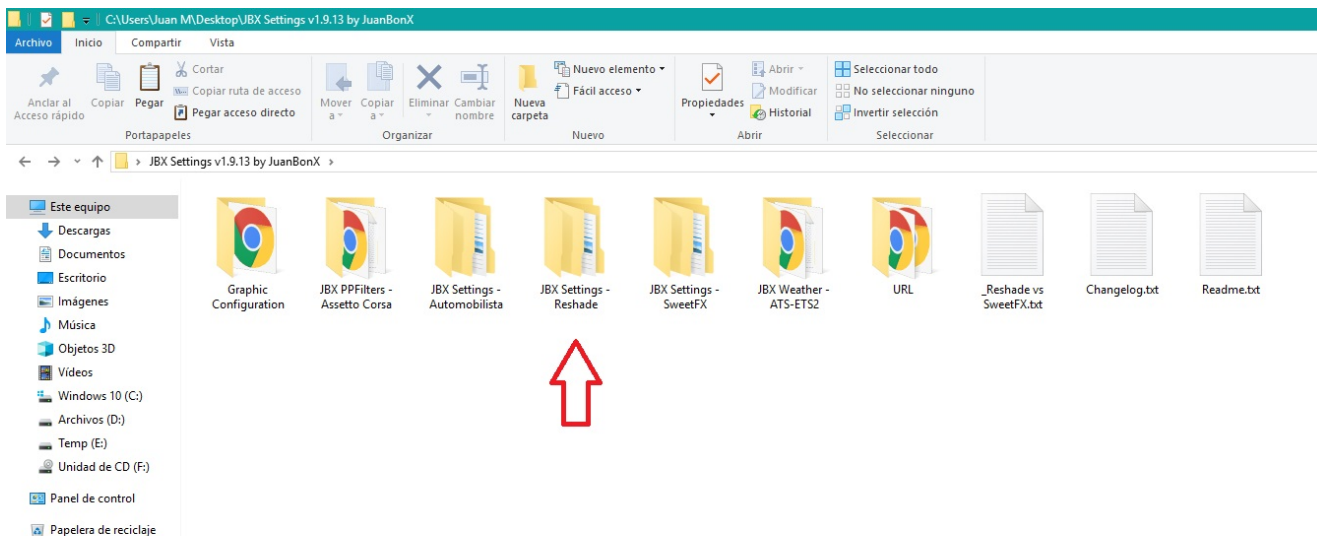 C:\Users\Juan M\Desktop\JBX Settings v1.9.13 by JuanBonX
Archivo Inicio Compartir Vista
Anclar al
Acceso rápido
Copiar
Pegar
Cortar
Copiar ruta de acceso
Pegar acceso directo
Portapapeles
Mover
a
Copiar
a
Eliminar
Cambiar
nombre
Organizar
Nueva
carpeta
Nuevo elemento
Fácil acceso
Nuevo
Propiedades
Abrir
Modificar
Historial
Abrir
Seleccionar todo
No seleccionar ninguno
Invertir selección
Seleccionar
JBX Settings v1.9.13 by JuanBonX
Este equipo
Descargas
Documentos
Escritorio
Imágenes
Música
Objetos 3D
Vídeos
Windows 10 (C:)
Archivos (D:)
Temp (E:)
Unidad de CD (F:)
Panel de control
Papelera de reciclaje
Graphic
Configuration
JBX PPFilters -
Assetto Corsa
JBX Settings -
Automobilista
JBX Settings -
Reshade
JBX Settings -
SweetFX
JBX Weather -
ATS-ETS2
URL
_Reshade vs
SweetFX.txt
Changelog.txt
Readme.txt